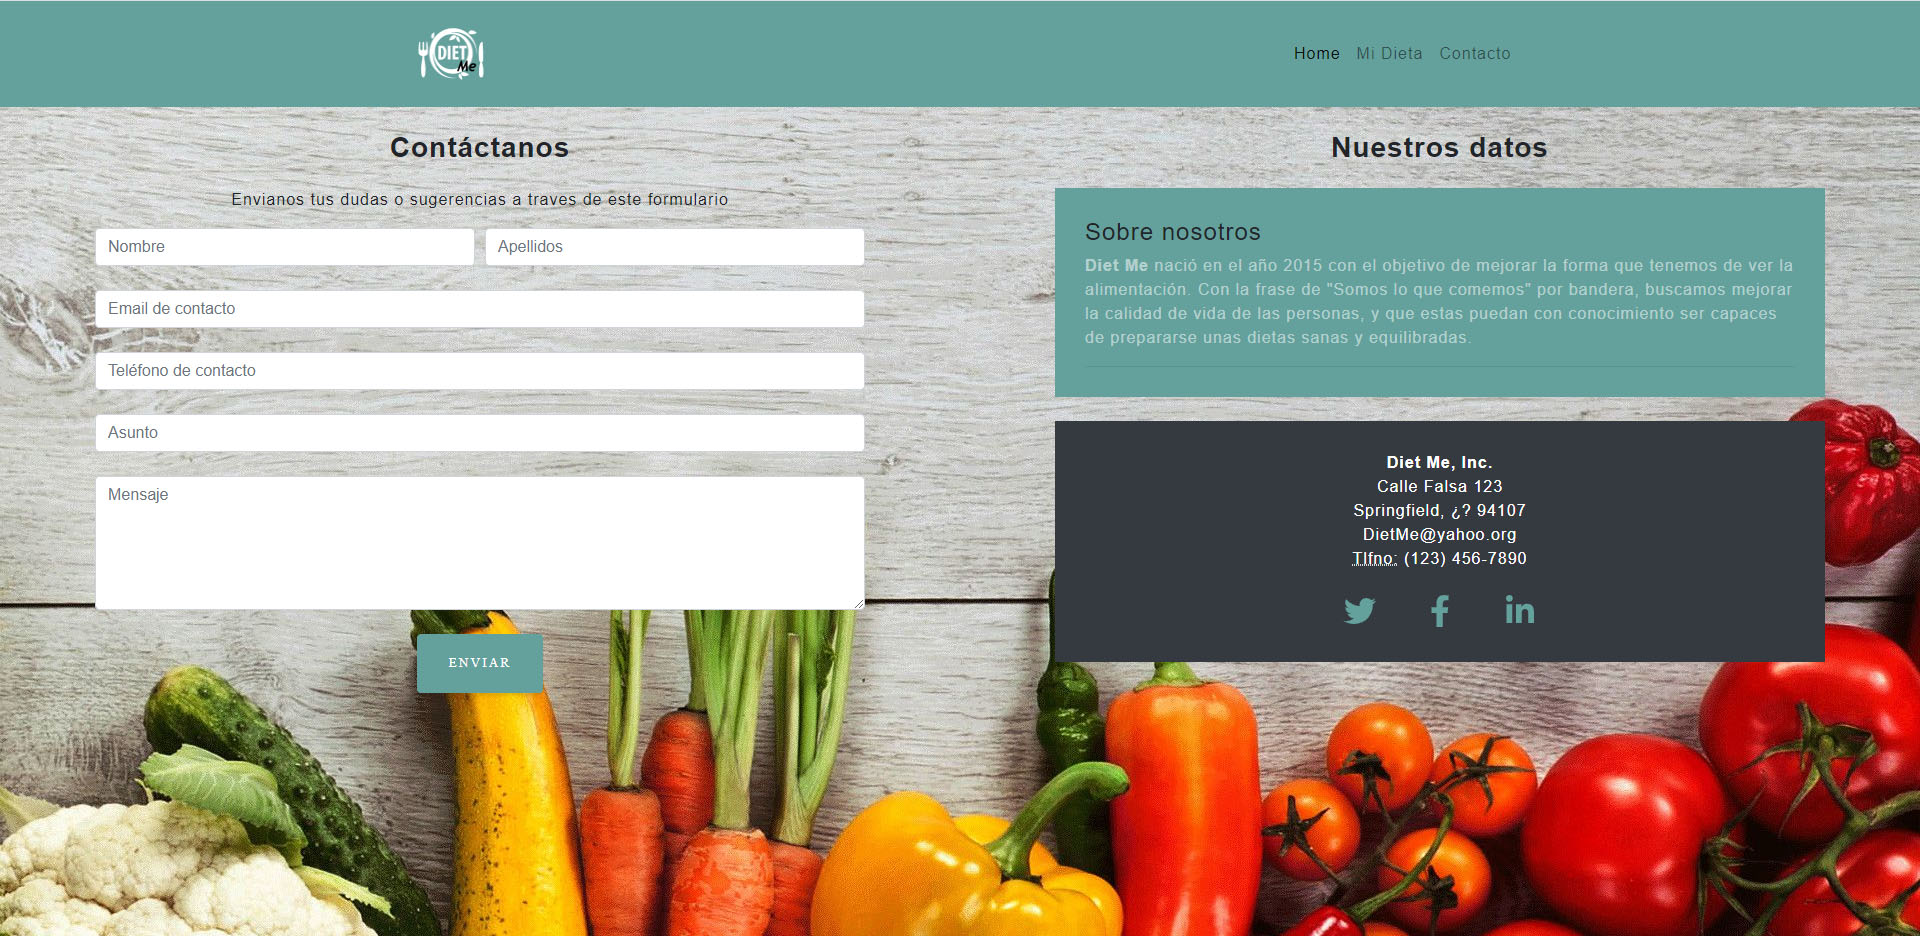 DIET
Me
Home Mi Dieta Contacto
Contáctanos
Envianos tus dudas o sugerencias a traves de este formulario
Nombre
Apellidos
Email de contacto
Teléfono de contacto
Asunto
Mensaje
ENVIAR
Nuestros datos
Sobre nosotros
Diet Me nació en el año 2015 con el objetivo de mejorar la forma que tenemos de ver la
alimentación. Con la frase de "Somos lo que comemos" por bandera, buscamos mejorar
la calidad de vida de las personas, y que estas puedan con conocimiento ser capaces
de prepararse unas dietas sanas y equilibradas.
Diet Me, Inc.
Calle Falsa 123
Springfield, ¿? 94107
DietMe@yahoo.org
Tlfno: (123) 456-7890